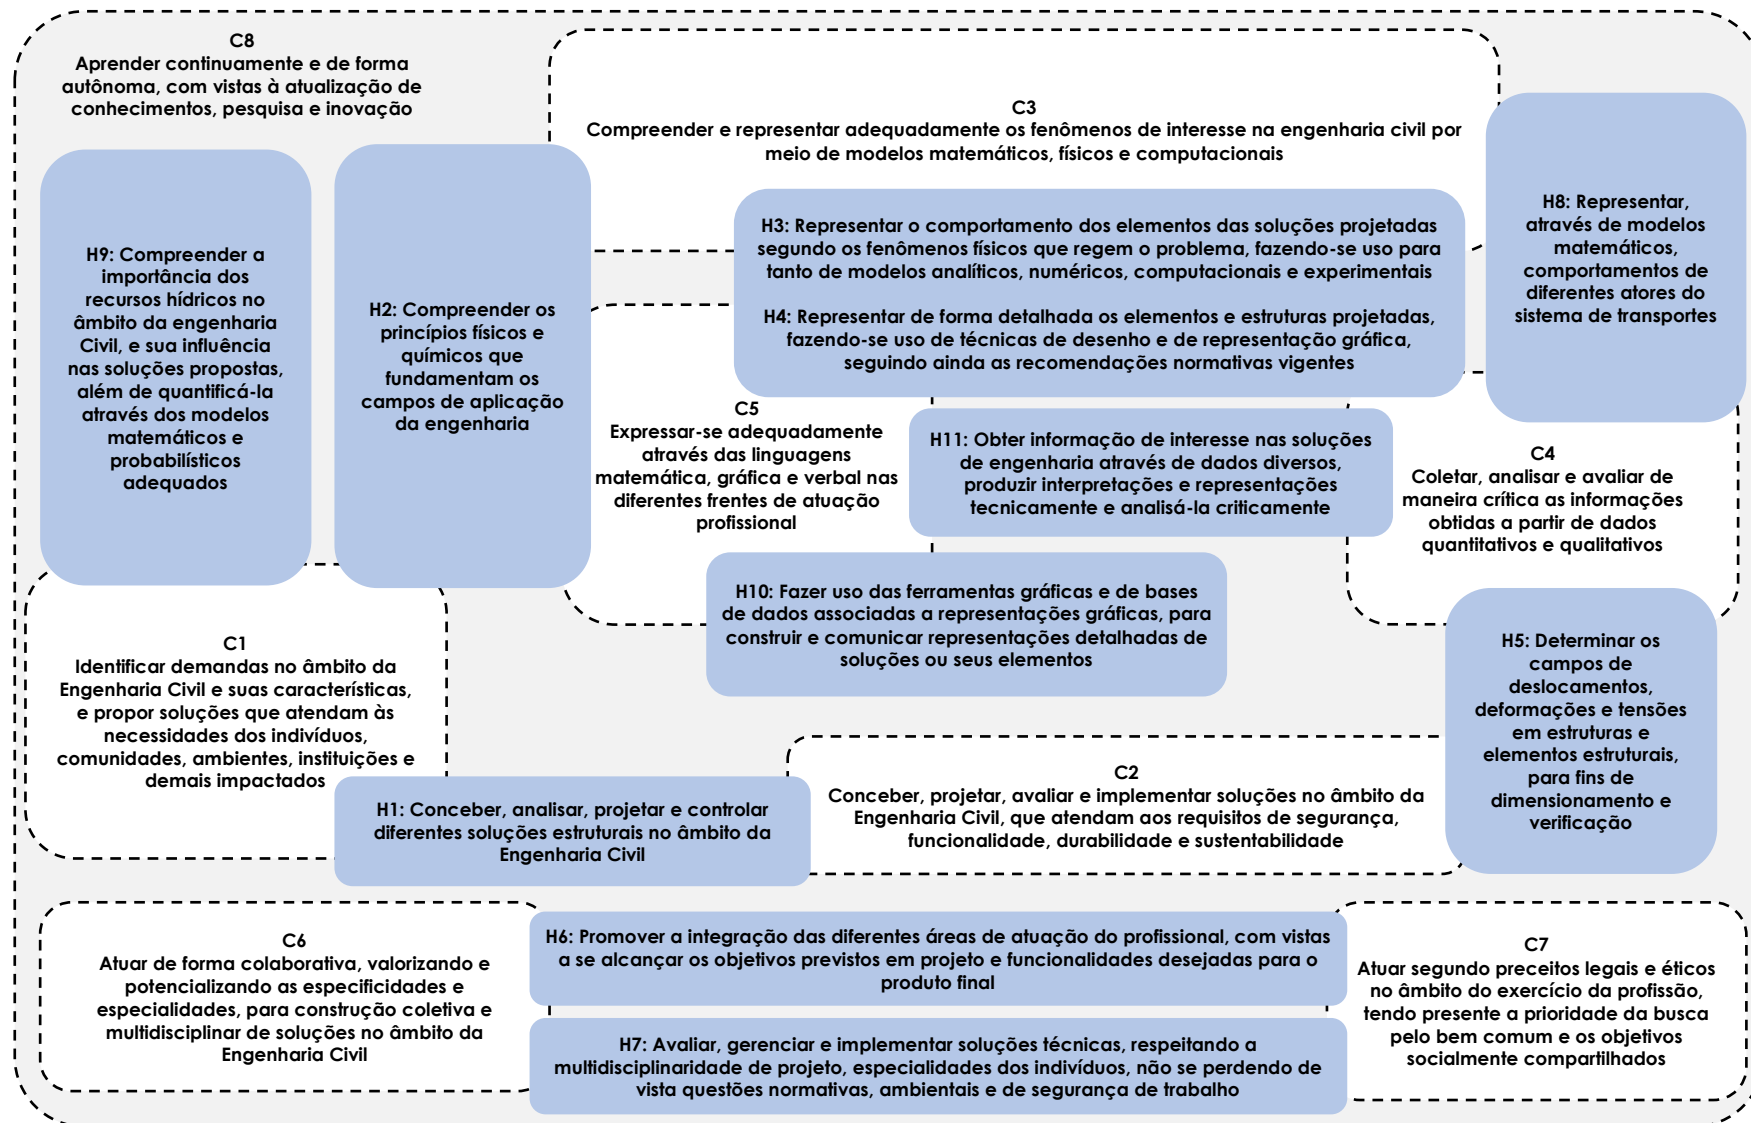 C8
Aprender continuamente e de forma
autônoma, com vistas à atualização de
conhecimentos, pesquisa e inovação
C3
Compreender e representar adequadamente os fenômenos de interesse na engenharia civil por
meio de modelos matemáticos, físicos e computacionais
H9: Compreender a
importância dos
recursos hídricos no
âmbito da engenharia
Civil, e sua influência
nas soluções propostas,
além de quantificá-la
através dos modelos
matemáticos e
probabilísticos
adequados
H2: Compreender os
princípios físicos e
químicos que
fundamentam os
campos de aplicação
da engenharia
H3: Representar o comportamento dos elementos das soluções projetadas
segundo os fenômenos físicos que regem o problema, fazendo-se uso para
tanto de modelos analíticos, numéricos, computacionais e experimentais
H4: Representar de forma detalhada os elementos e estruturas projetadas,
fazendo-se uso de técnicas de desenho e de representação gráfica,
seguindo ainda as recomendações normativas vigentes
H8: Representar,
através de modelos
matemáticos,
comportamentos de
diferentes atores do
sistema de transportes
C5
Expressar-se adequadamente
através das linguagens
matemática, gráfica e verbal nas
diferentes frentes de atuação
profissional
H11: Obter informação de interesse nas soluções
de engenharia através de dados diversos,
produzir interpretações e representações
tecnicamente e analisá-la criticamente
C4
Coletar, analisar e avaliar de
maneira crítica as informações
obtidas a partir de dados
quantitativos e qualitativos
H10: Fazer uso das ferramentas gráficas e de bases
de dados associadas a representações gráficas, para
construir e comunicar representações detalhadas de
soluções ou seus elementos
C1
Identificar demandas no âmbito da
Engenharia Civil e suas características,
e propor soluções que atendam às
necessidades dos indivíduos,
comunidades, ambientes, instituições e
demais impactados
H5: Determinar os
campos de
deslocamentos,
deformações e tensões
em estruturas e
elementos estruturais,
para fins de
dimensionamento e
verificação
H1: Conceber, analisar, projetar e controlar
diferentes soluções estruturais no âmbito da
Engenharia Civil
C2
Conceber, projetar, avaliar e implementar soluções no âmbito da
Engenharia Civil, que atendam aos requisitos de segurança,
funcionalidade, durabilidade e sustentabilidade
C6
Atuar de forma colaborativa, valorizando e
potencializando as especificidades e
especialidades, para construção coletiva e
multidisciplinar de soluções no âmbito da
Engenharia Civil
H6: Promover a integração das diferentes áreas de atuação do profissional, com vistas
a se alcançar os objetivos previstos em projeto e funcionalidades desejadas para o
produto final
H7: Avaliar, gerenciar e implementar soluções técnicas, respeitando a
multidisciplinaridade de projeto, especialidades dos indivíduos, não se perdendo de
vista questões normativas, ambientais e de segurança de trabalho
C7
Atuar segundo preceitos legais e éticos
no âmbito do exercício da profissão,
tendo presente a prioridade da busca
pelo bem comum e os objetivos
socialmente compartilhados